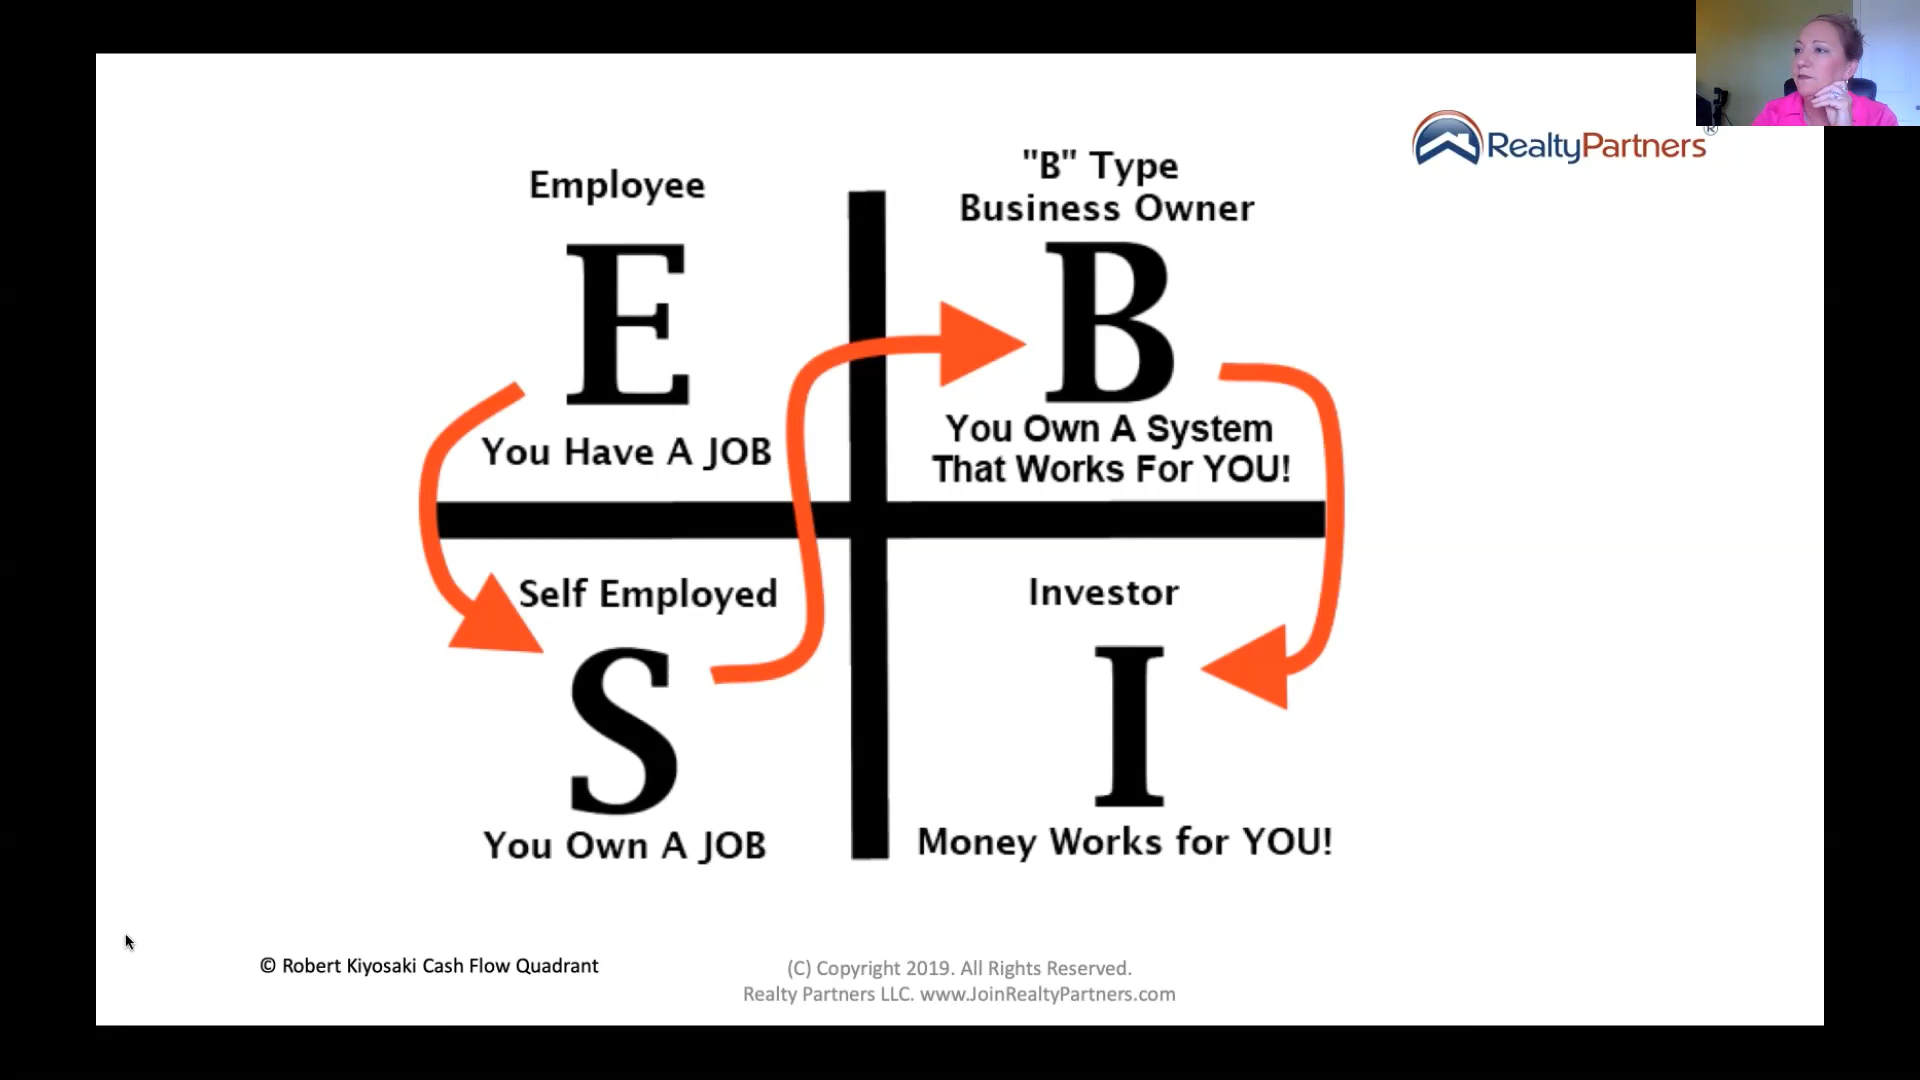 RealtyPartners®
Employee
E
You Have A JOB
"B" Type
Business Owner
B
You Own A System
That Works For YOU!
Self Employed
S
You Own A JOB
Investor
I
Money Works for YOU!
© Robert Kiyosaki Cash Flow Quadrant
(C) Copyright 2019. All Rights Reserved.
Realty Partners LLC. www.JoinRealtyPartners.com